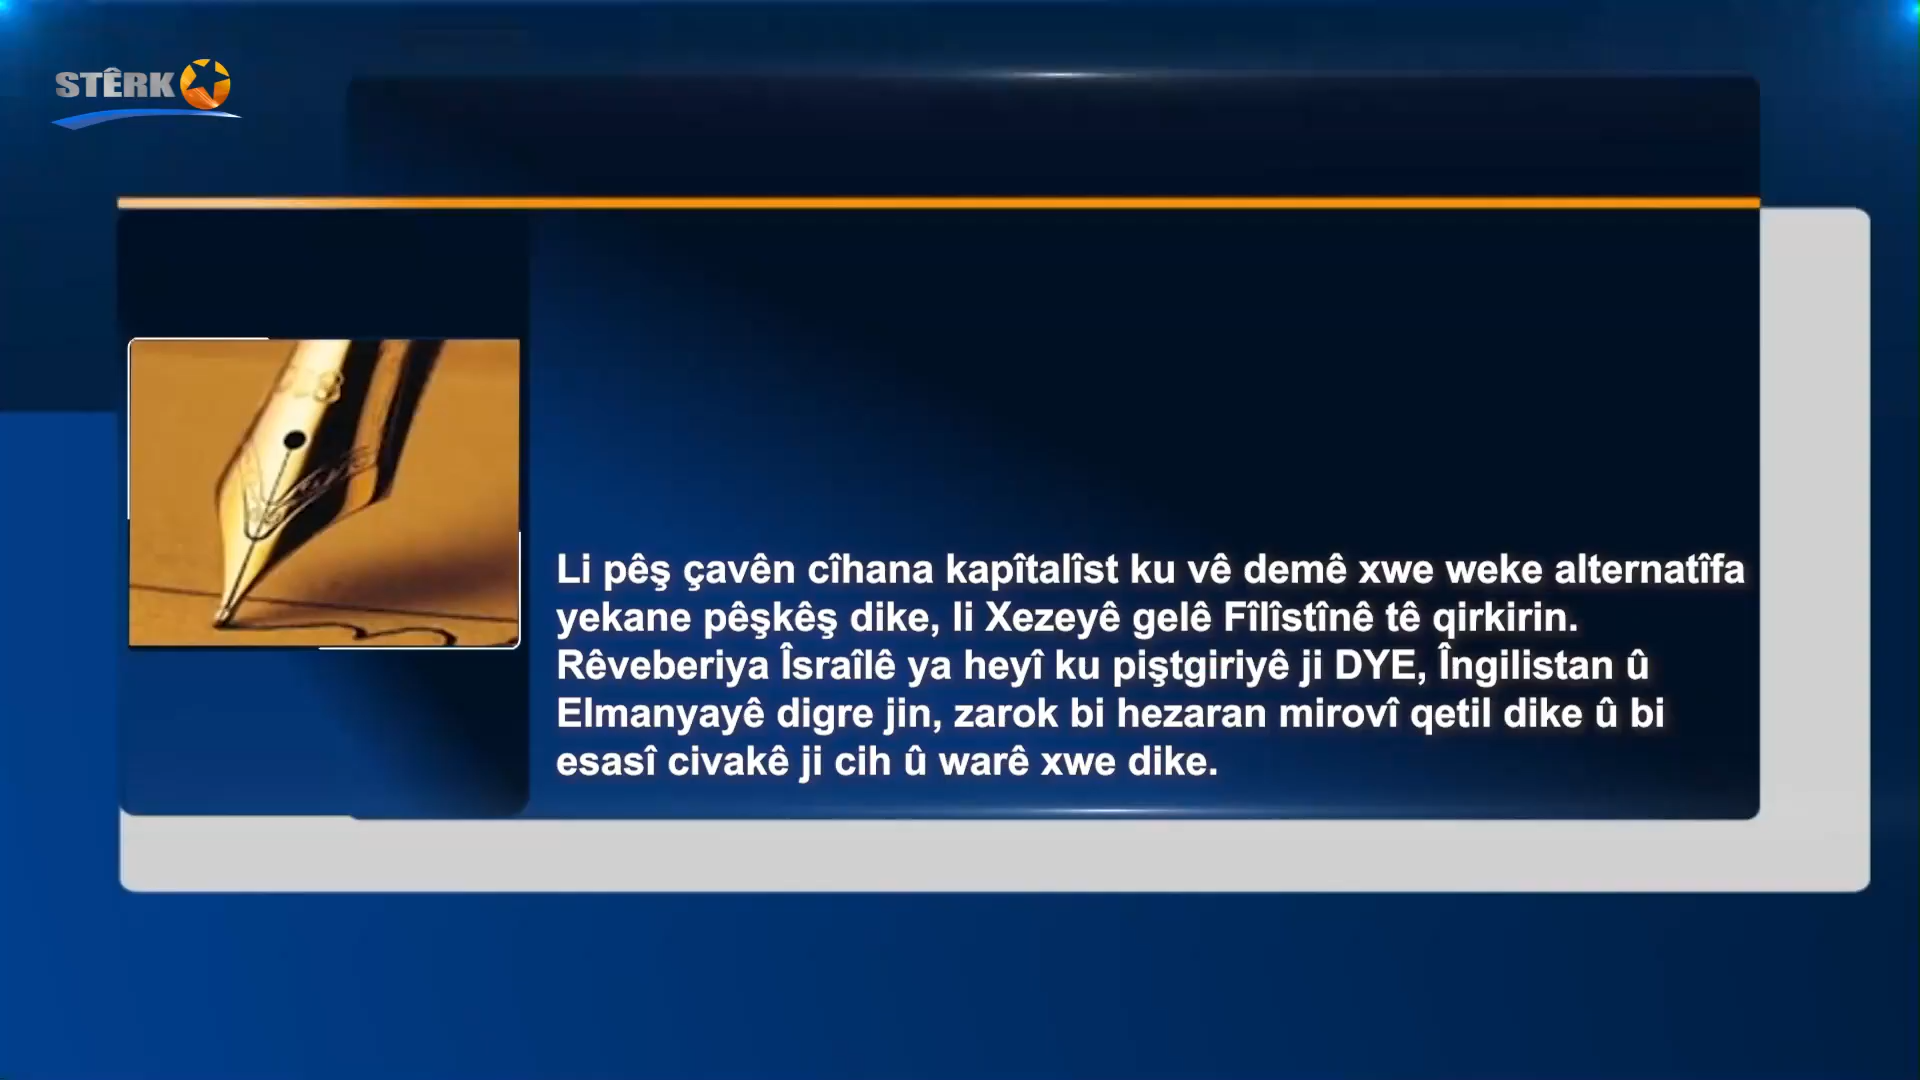 STÊRK
Li pêş çavên cîhana kapîtalîst ku vê demê xwe weke alternatîfa
yekane pêşkêş dike, li Xezeyê gelê Fîlîstînê tê qirkirin.
Rêveberiya Îsraîlê ya heyî ku piştgiriyê ji DYE, Îngilistan û
Elmanyayê digre jin, zarok bi hezaran mirovî qetil dike û bi
esasî civakê ji cih û warê xwe dike.